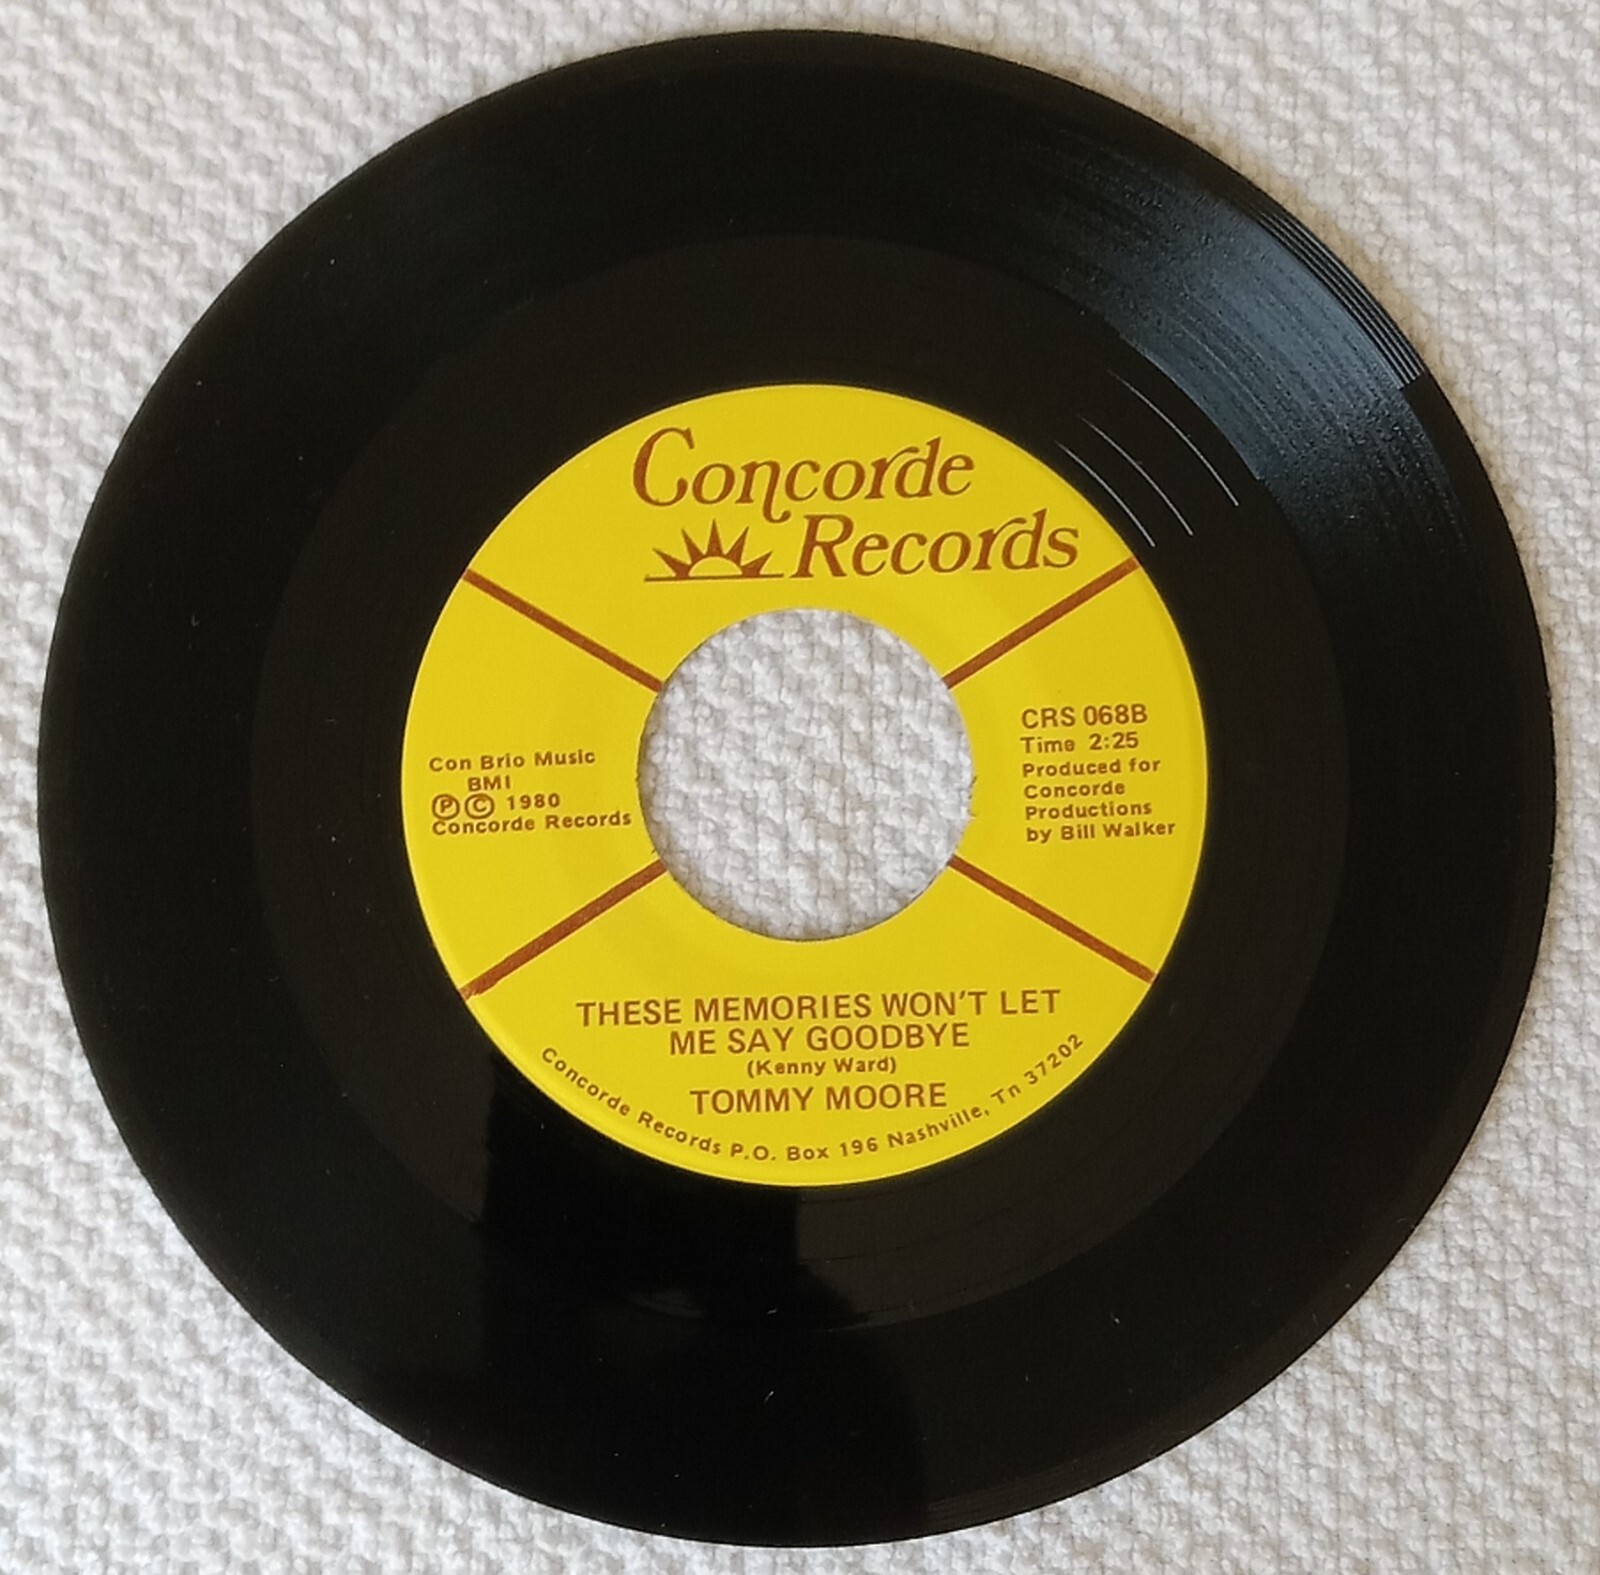 Concorde
Records
Con Brio Music
BMI
Ⓟ © 1980
Concorde Records
CRS 068B
Time 2:25
Produced for
Concorde
Productions
by Bill Walker
THESE MEMORIES WON'T LET
ME SAY GOODBYE
(Kenny Ward)
TOMMY MOORE
Concorde Records P.O. Box 196 Nashville, Tn 37202